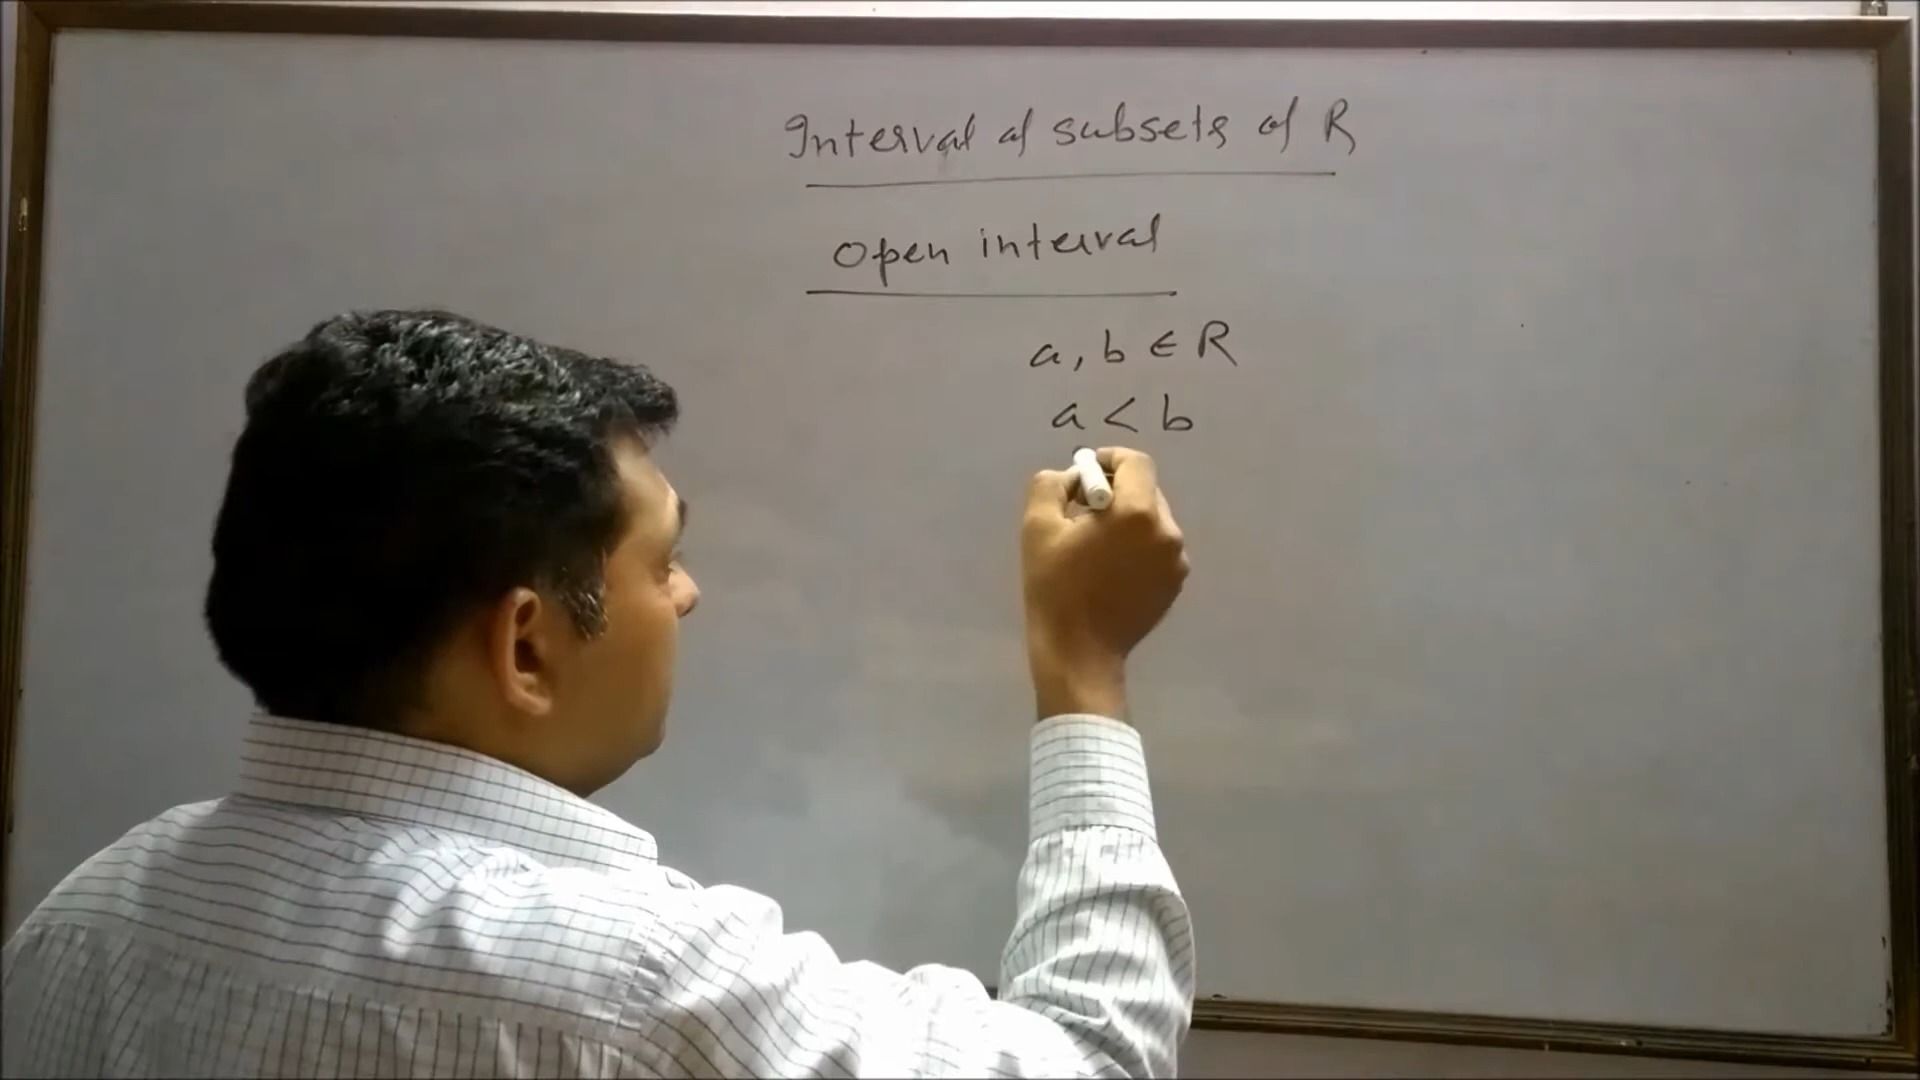 Interval of subsets of R
Open interval
a, b ∈ R
a < b